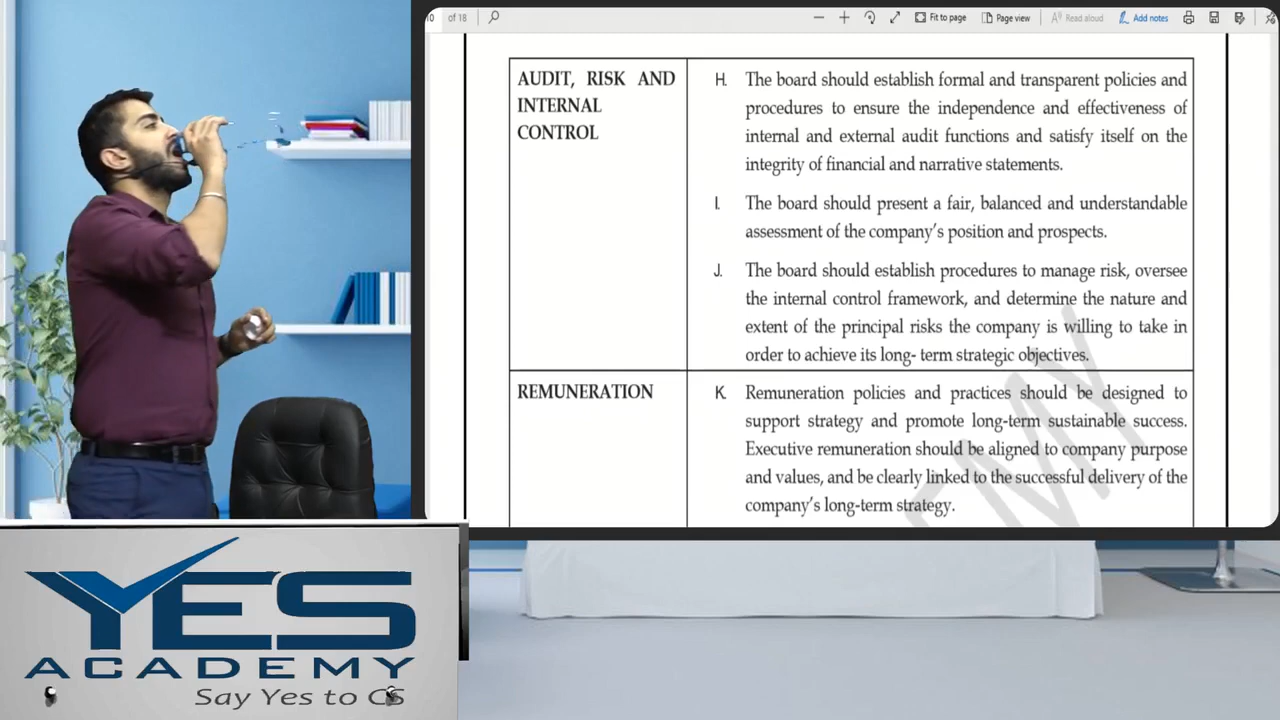 10 of 18
Fit to page
Page view
Read aloud
Add notes
AUDIT, RISK AND
INTERNAL
CONTROL
H. The board should establish formal and transparent policies and
procedures to ensure the independence and effectiveness of
internal and external audit functions and satisfy itself on the
integrity of financial and narrative statements.
I. The board should present a fair, balanced and understandable
assessment of the company's position and prospects.
J. The board should establish procedures to manage risk, oversee
the internal control framework, and determine the nature and
extent of the principal risks the company is willing to take in
order to achieve its long- term strategic objectives.
REMUNERATION
K. Remuneration policies and practices should be designed to
support strategy and promote long-term sustainable success.
Executive remuneration should be aligned to company purpose
and values, and be clearly linked to the successful delivery of the
company's long-term strategy.
YES
ACADEMY
Say Yes to CS